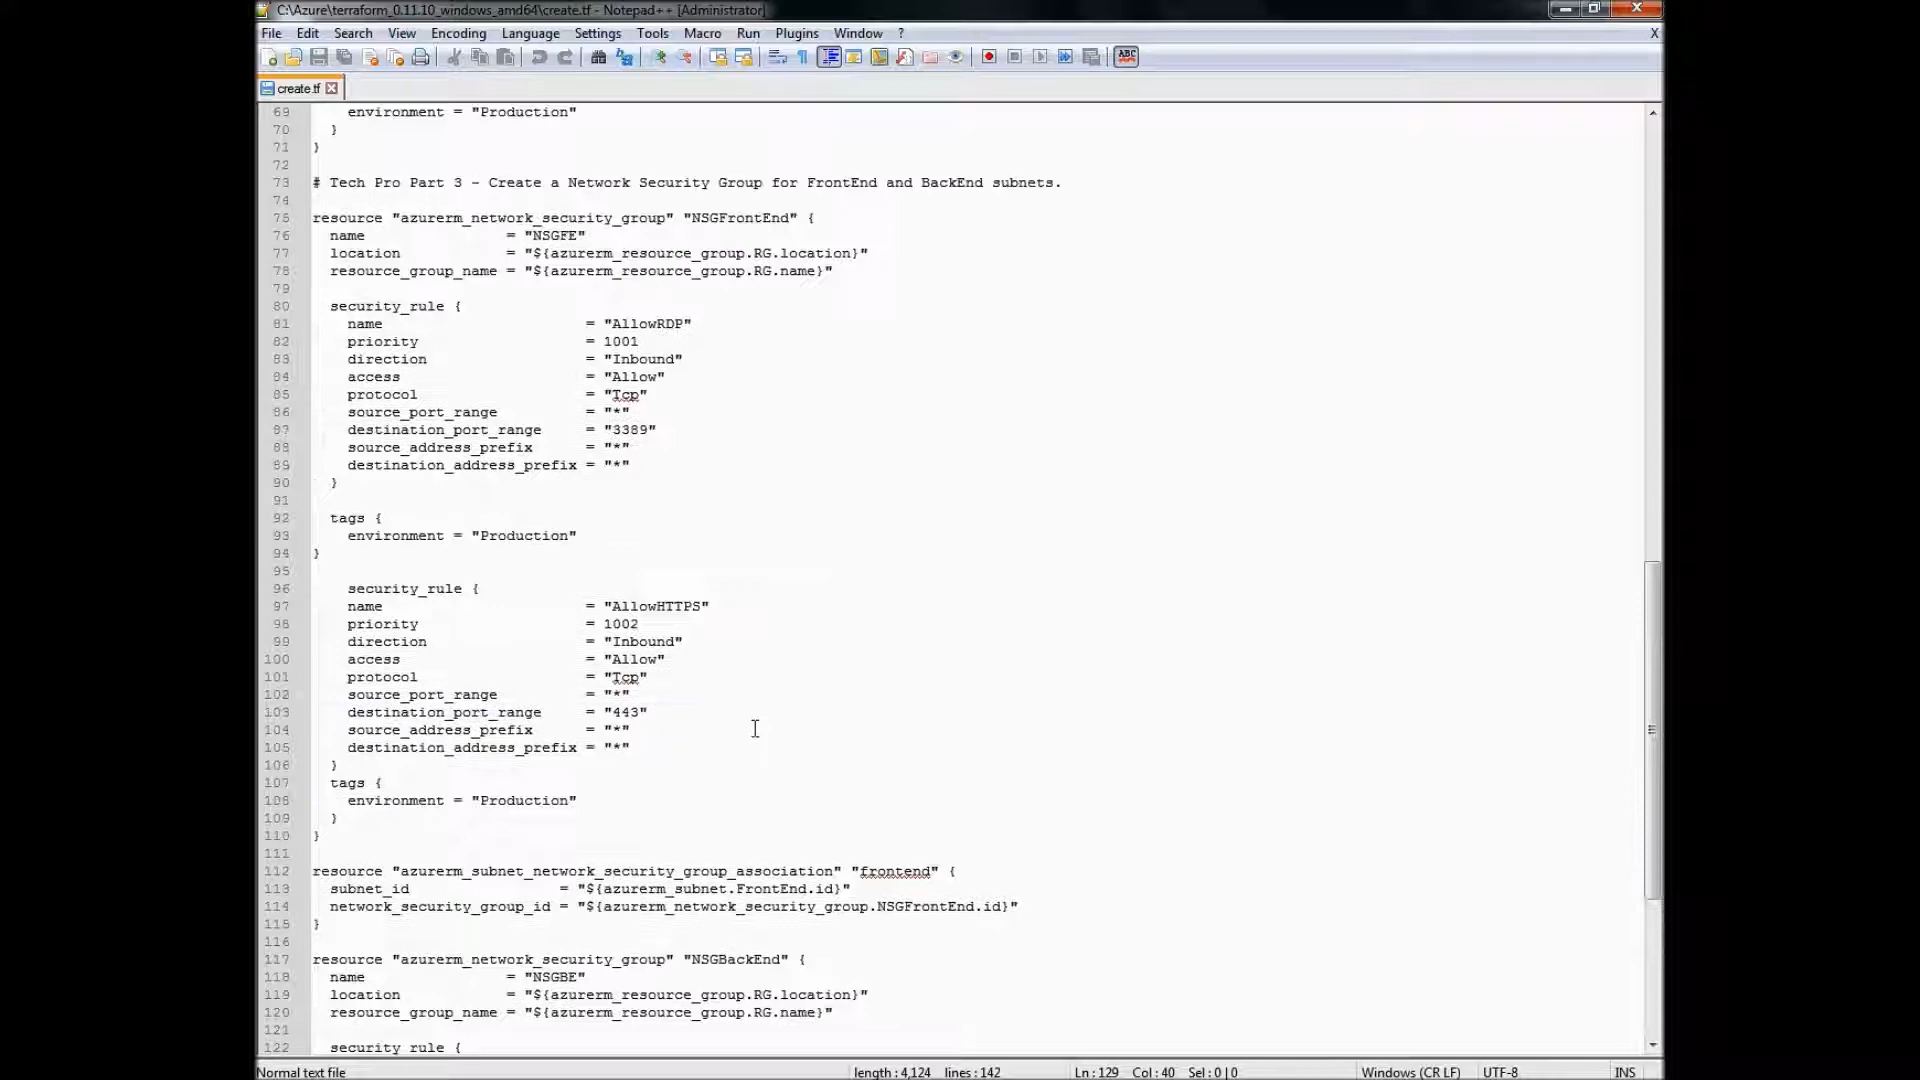 C:\Azure\terraform_0.11.10_windows_amd64\create.tf - Notepad++ [Administrator]
File Edit Search View Encoding Language Settings Tools Macro Run Plugins Window ? X
ABC
create.tf
69 environment = "Production"
70 }
71 }
72
73 # Tech Pro Part 3 - Create a Network Security Group for FrontEnd and BackEnd subnets.
74
75 resource "azurerm_network_security_group" "NSGFrontEnd" {
76 name = "NSGFE"
77 location = "${azurerm_resource_group.RG.location}"
78 resource_group_name = "${azurerm_resource_group.RG.name}"
79
80 security_rule {
81 name = "AllowRDP"
82 priority = 1001
83 direction = "Inbound"
84 access = "Allow"
85 protocol = "Tcp"
86 source_port_range = "*"
87 destination_port_range = "3389"
88 source_address_prefix = "*"
89 destination_address_prefix = "*"
90 }
91
92 tags {
93 environment = "Production"
94 }
95
96 security_rule {
97 name = "AllowHTTPS"
98 priority = 1002
99 direction = "Inbound"
100 access = "Allow"
101 protocol = "Tcp"
102 source_port_range = "*"
103 destination_port_range = "443"
104 source_address_prefix = "*"
105 destination_address_prefix = "*"
106 }
107 tags {
108 environment = "Production"
109 }
110 }
111
112 resource "azurerm_subnet_network_security_group_association" "frontend" {
113 subnet_id = "${azurerm_subnet.FrontEnd.id}"
114 network_security_group_id = "${azurerm_network_security_group.NSGFrontEnd.id}"
115 }
116
117 resource "azurerm_network_security_group" "NSGBackEnd" {
118 name = "NSGBE"
119 location = "${azurerm_resource_group.RG.location}"
120 resource_group_name = "${azurerm_resource_group.RG.name}"
121
122 security_rule {
Normal text file length : 4,124 lines : 142 Ln : 129 Col : 40 Sel : 0 | 0 Windows (CR LF) UTF-8 INS